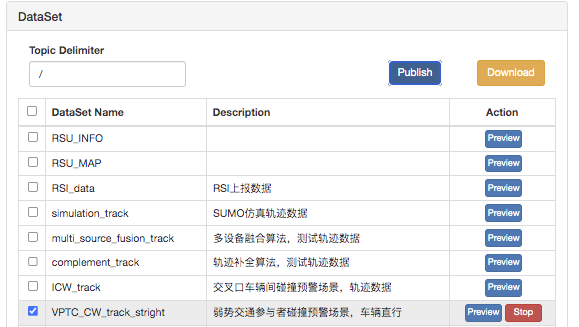 DataSet
Topic Delimiter
/
Publish
Download
DataSet Name Description Action
RSU_INFO Preview
RSU_MAP Preview
RSI_data RSI上报数据 Preview
simulation_track SUMO仿真轨迹数据 Preview
multi_source_fusion_track 多设备融合算法，测试轨迹数据 Preview
complement_track 轨迹补全算法，测试轨迹数据 Preview
ICW_track 交叉口车辆间碰撞预警场景，轨迹数据 Preview
VPTC_CW_track_stright 弱势交通参与者碰撞预警场景，车辆直行 Preview Stop